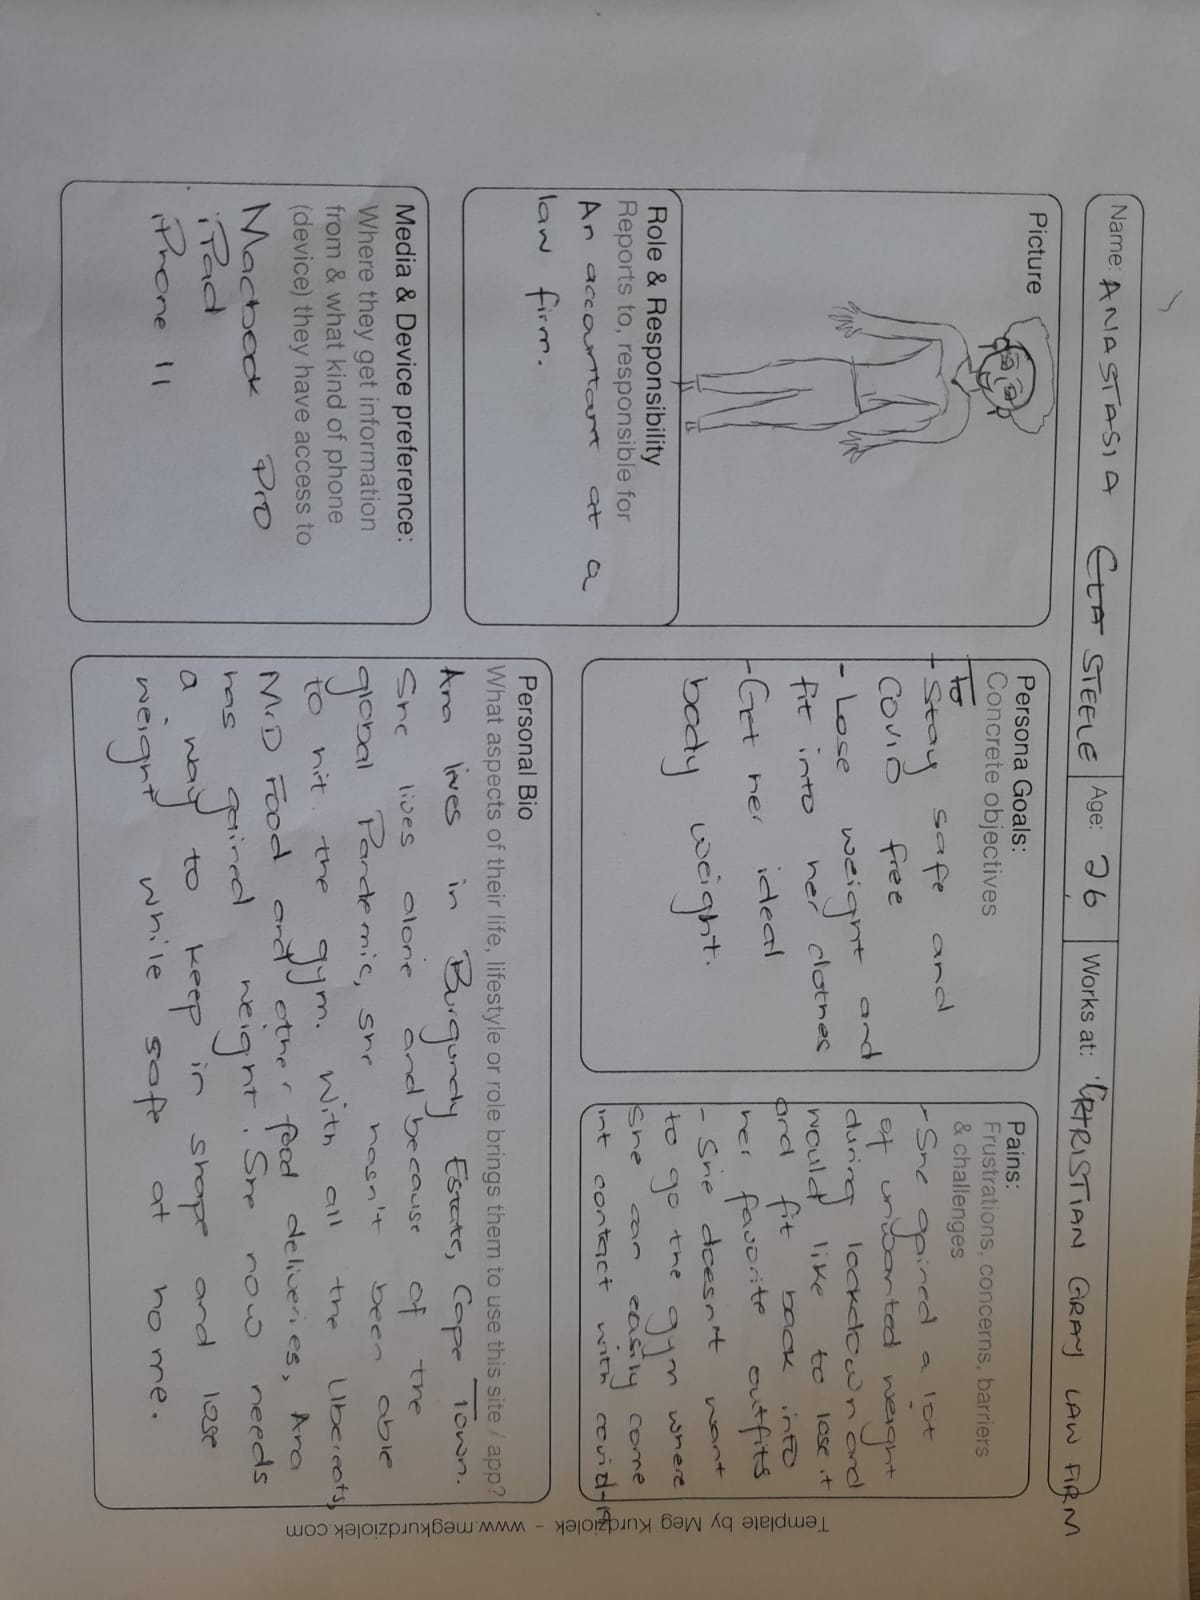 Name: ANASTASIA STEELE Age: 26 Works at: GRAY LAW FIRM
Picture
Role & Responsibility
Reports to, responsible for
An accountant at a
law firm.
Media & Device preference:
Where they get information
from & what kind of phone
(device) they have access to
Macbook Pro
iPad
iPhone 11
Persona Goals:
Concrete objectives
To
- Stay safe and
COVID free
- Lose weight and
fit into her clothes
- Get her ideal
body weight.
Pains:
Frustrations, concerns, barriers
& challenges
- She gained a lot
of unwanted weight
during lockdown and
would like to lose it
and fit back into
her favorite outfits
- She doesn't want
to go the gym where
she can easily come
int contact with covid-19
Personal Bio
What aspects of their life, lifestyle or role brings them to use this site / app?
Ana lives in Burgundy Estate, Cape Town.
She lives alone and because of the
global Pandemic, she hasn't been able
to hit the gym. With all the Ubereats,
Mr.D Food and other food deliveries, Ana
has gained weight. She now needs
a way to keep in shape and lose
weight while safe at home.
Template by Meg Kurdziolek - www.megkurdziolek.com